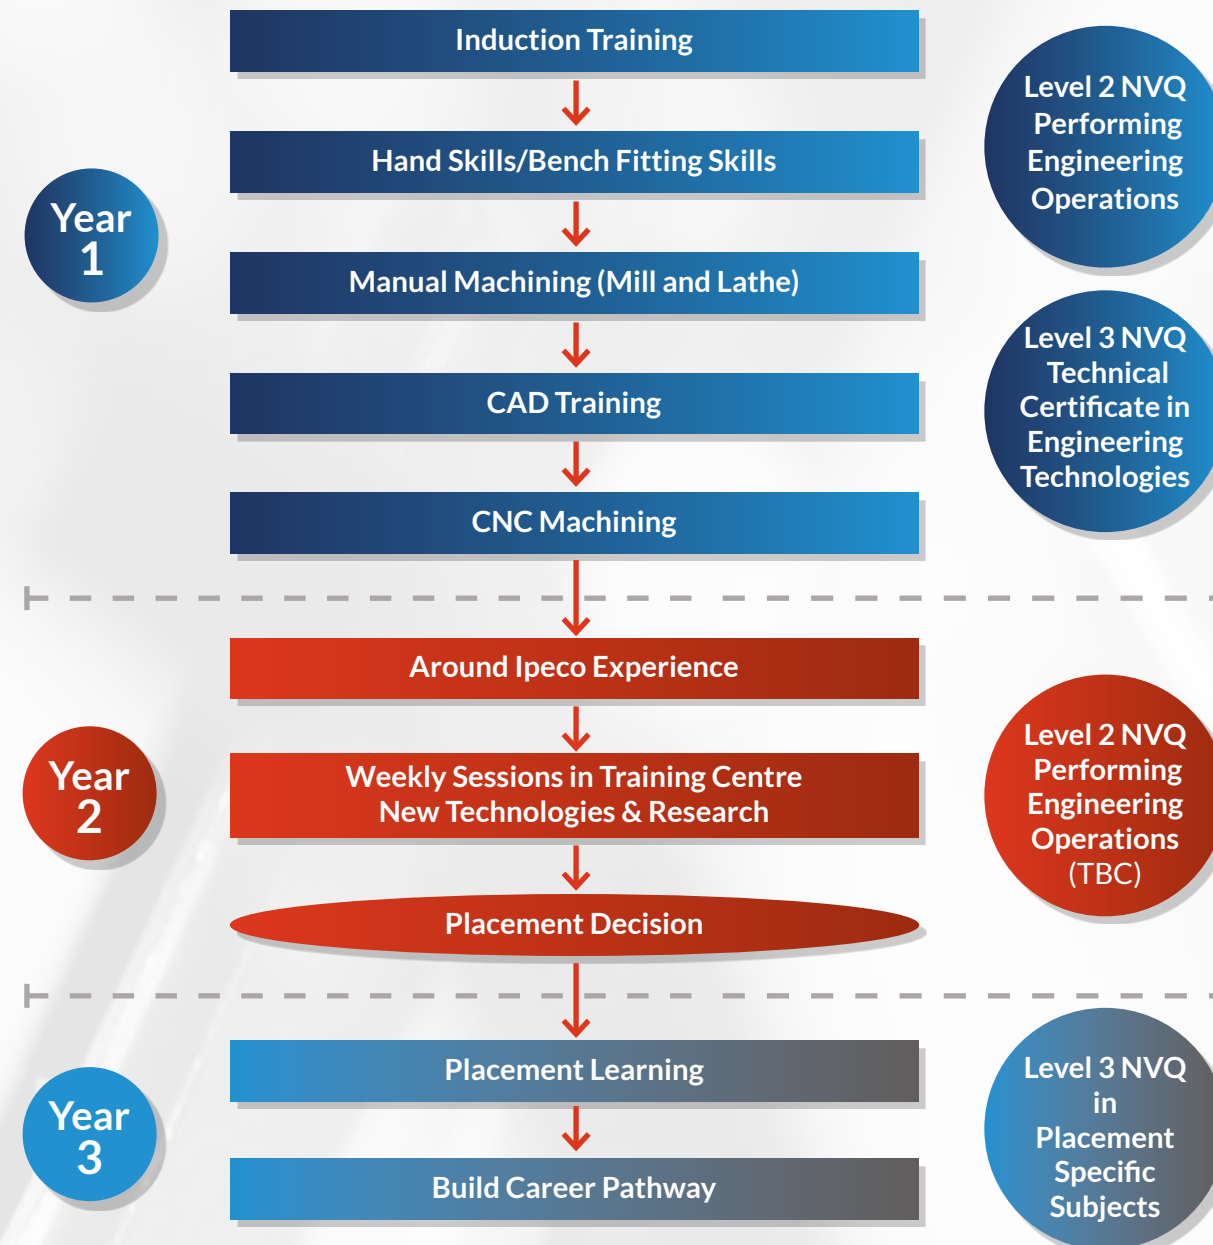 Induction Training
Hand Skills/Bench Fitting Skills
Manual Machining (Mill and Lathe)
CAD Training
CNC Machining
Year
1
Level 2 NVQ
Performing
Engineering
Operations
Level 3 NVQ
Technical
Certificate in
Engineering
Technologies
Around Ipeco Experience
Weekly Sessions in Training Centre
New Technologies & Research
Placement Decision
Year
2
Level 2 NVQ
Performing
Engineering
Operations
(TBC)
Placement Learning
Build Career Pathway
Year
3
Level 3 NVQ
in
Placement
Specific
Subjects